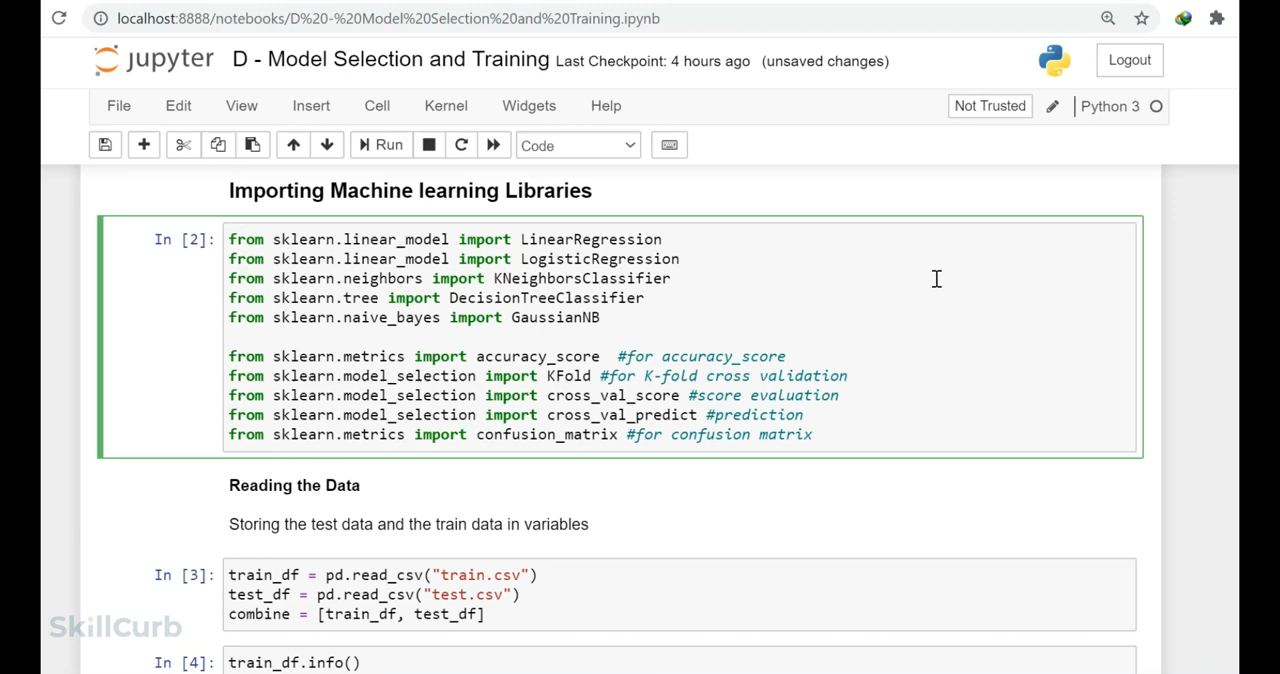 localhost:8888/notebooks/D%20-%20Model%20Selection%20and%20Training.ipynb
jupyter D - Model Selection and Training Last Checkpoint: 4 hours ago (unsaved changes) Logout
File Edit View Insert Cell Kernel Widgets Help Not Trusted Python 3
Run Code
Importing Machine learning Libraries
In [2]: from sklearn.linear_model import LinearRegression
from sklearn.linear_model import LogisticRegression
from sklearn.neighbors import KNeighborsClassifier
from sklearn.tree import DecisionTreeClassifier
from sklearn.naive_bayes import GaussianNB
from sklearn.metrics import accuracy_score #for accuracy_score
from sklearn.model_selection import KFold #for K-fold cross validation
from sklearn.model_selection import cross_val_score #score evaluation
from sklearn.model_selection import cross_val_predict #prediction
from sklearn.metrics import confusion_matrix #for confusion matrix
Reading the Data
Storing the test data and the train data in variables
In [3]: train_df = pd.read_csv("train.csv")
test_df = pd.read_csv("test.csv")
combine = [train_df, test_df]
SkillCurb
In [4]: train_df.info()